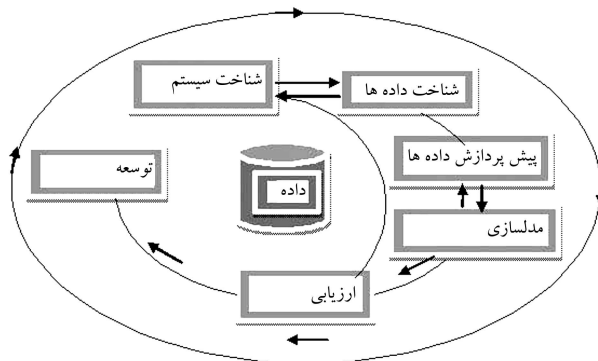 شناخت سیستم
شناخت داده ها
پیش پردازش داده ها
توسعه
داده
مدلسازی
ارزیابی